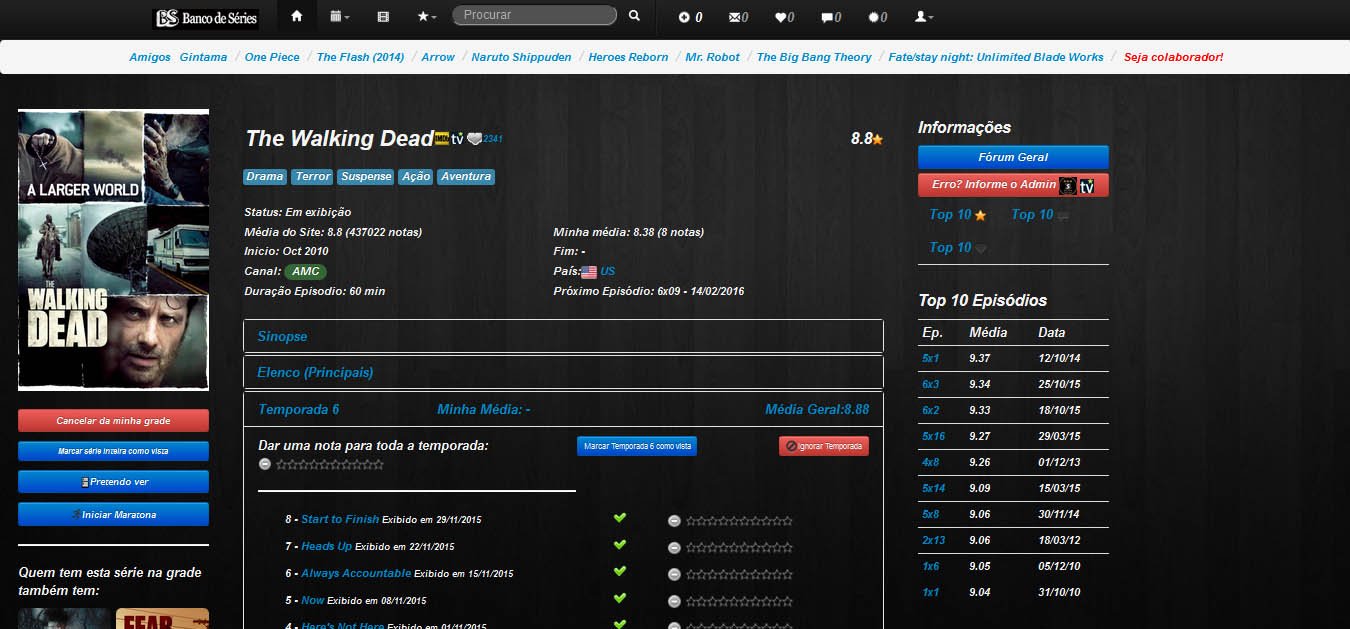 BS Banco de Séries
Procurar
0 0 0 0 0
Amigos Gintama / One Piece / The Flash (2014) / Arrow / Naruto Shippuden / Heroes Reborn / Mr. Robot / The Big Bang Theory / Fate/stay night: Unlimited Blade Works / Seja colaborador!
A LARGER WORLD
THE
WALKING
DEAD
Cancelar da minha grade
Marcar série inteira como vista
Pretendo ver
Iniciar Maratona
Quem tem esta série na grade
também tem:
FEAR
The Walking Dead IMDb tv 2341
8.8
Drama Terror Suspense Ação Aventura
Status: Em exibição
Média do Site: 8.8 (437022 notas)
Minha média: 8.38 (8 notas)
Inicio: Oct 2010
Fim: -
Canal: AMC
País: US
Duração Episodio: 60 min
Próximo Episódio: 6x09 - 14/02/2016
Sinopse
Elenco (Principais)
Temporada 6 Minha Média: - Média Geral:8.88
Dar uma nota para toda a temporada:
Marcar Temporada 6 como vista
Ignorar Temporada
8 - Start to Finish Exibido em 29/11/2015
7 - Heads Up Exibido em 22/11/2015
6 - Always Accountable Exibido em 15/11/2015
5 - Now Exibido em 08/11/2015
4 - Here's Not Here Exibido em 01/11/2015
Informações
Fórum Geral
Erro? Informe o Admin tv
Top 10 Top 10
Top 10
Top 10 Episódios
Ep. Média Data
5x1 9.37 12/10/14
6x3 9.34 25/10/15
6x2 9.33 18/10/15
5x16 9.27 29/03/15
4x8 9.26 01/12/13
5x14 9.09 15/03/15
5x8 9.06 30/11/14
2x13 9.06 18/03/12
1x6 9.05 05/12/10
1x1 9.04 31/10/10